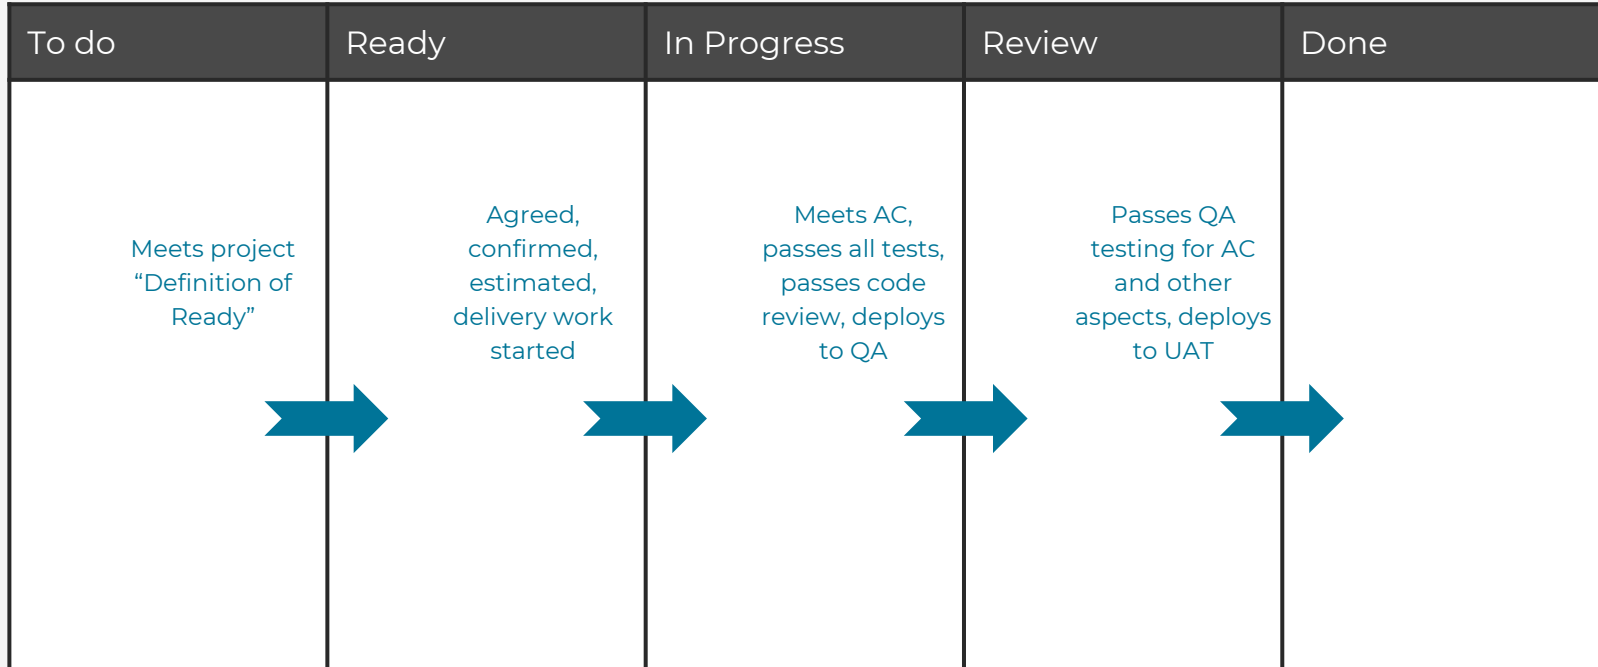 To do
Ready
In Progress
Review
Done
Meets project
“Definition of
Ready”
Agreed,
confirmed,
estimated,
delivery work
started
Meets AC,
passes all tests,
passes code
review, deploys
to QA
Passes QA
testing for AC
and other
aspects, deploys
to UAT